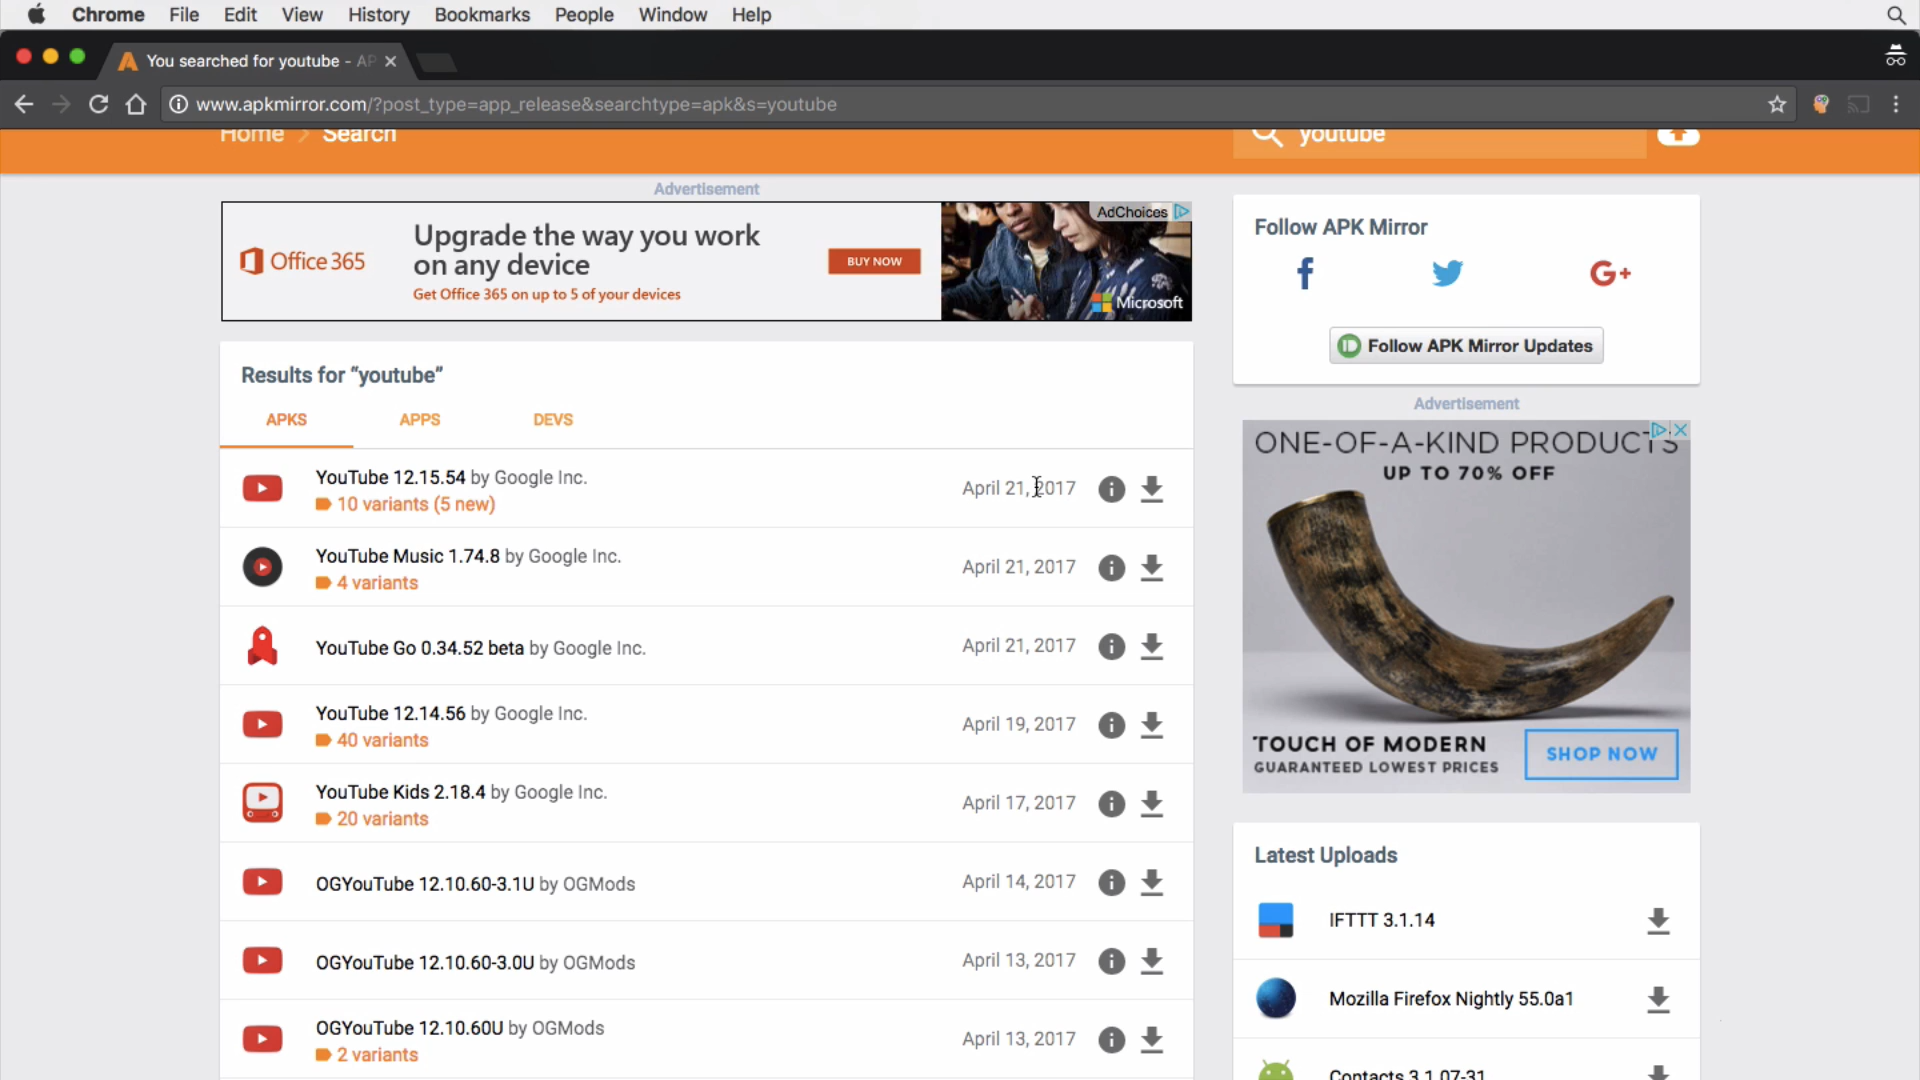 Chrome File Edit View History Bookmarks People Window Help
You searched for youtube - AP
www.apkmirror.com/?post_type=app_release&searchtype=apk&s=youtube
Home > Search
youtube
Advertisement
Office 365
Upgrade the way you work
on any device
Get Office 365 on up to 5 of your devices
BUY NOW
AdChoices
Microsoft
Results for “youtube”
APKS APPS DEVS
YouTube 12.15.54 by Google Inc.
10 variants (5 new)
April 21, 2017
YouTube Music 1.74.8 by Google Inc.
4 variants
April 21, 2017
YouTube Go 0.34.52 beta by Google Inc.
April 21, 2017
YouTube 12.14.56 by Google Inc.
40 variants
April 19, 2017
YouTube Kids 2.18.4 by Google Inc.
20 variants
April 17, 2017
OGYouTube 12.10.60-3.1U by OGMods
April 14, 2017
OGYouTube 12.10.60-3.0U by OGMods
April 13, 2017
OGYouTube 12.10.60U by OGMods
2 variants
April 13, 2017
Follow APK Mirror
f
G+
Follow APK Mirror Updates
Advertisement
ONE-OF-A-KIND PRODUCTS
UP TO 70% OFF
TOUCH OF MODERN
GUARANTEED LOWEST PRICES
SHOP NOW
Latest Uploads
IFTTT 3.1.14
Mozilla Firefox Nightly 55.0a1
Contacts 3.1.07-31